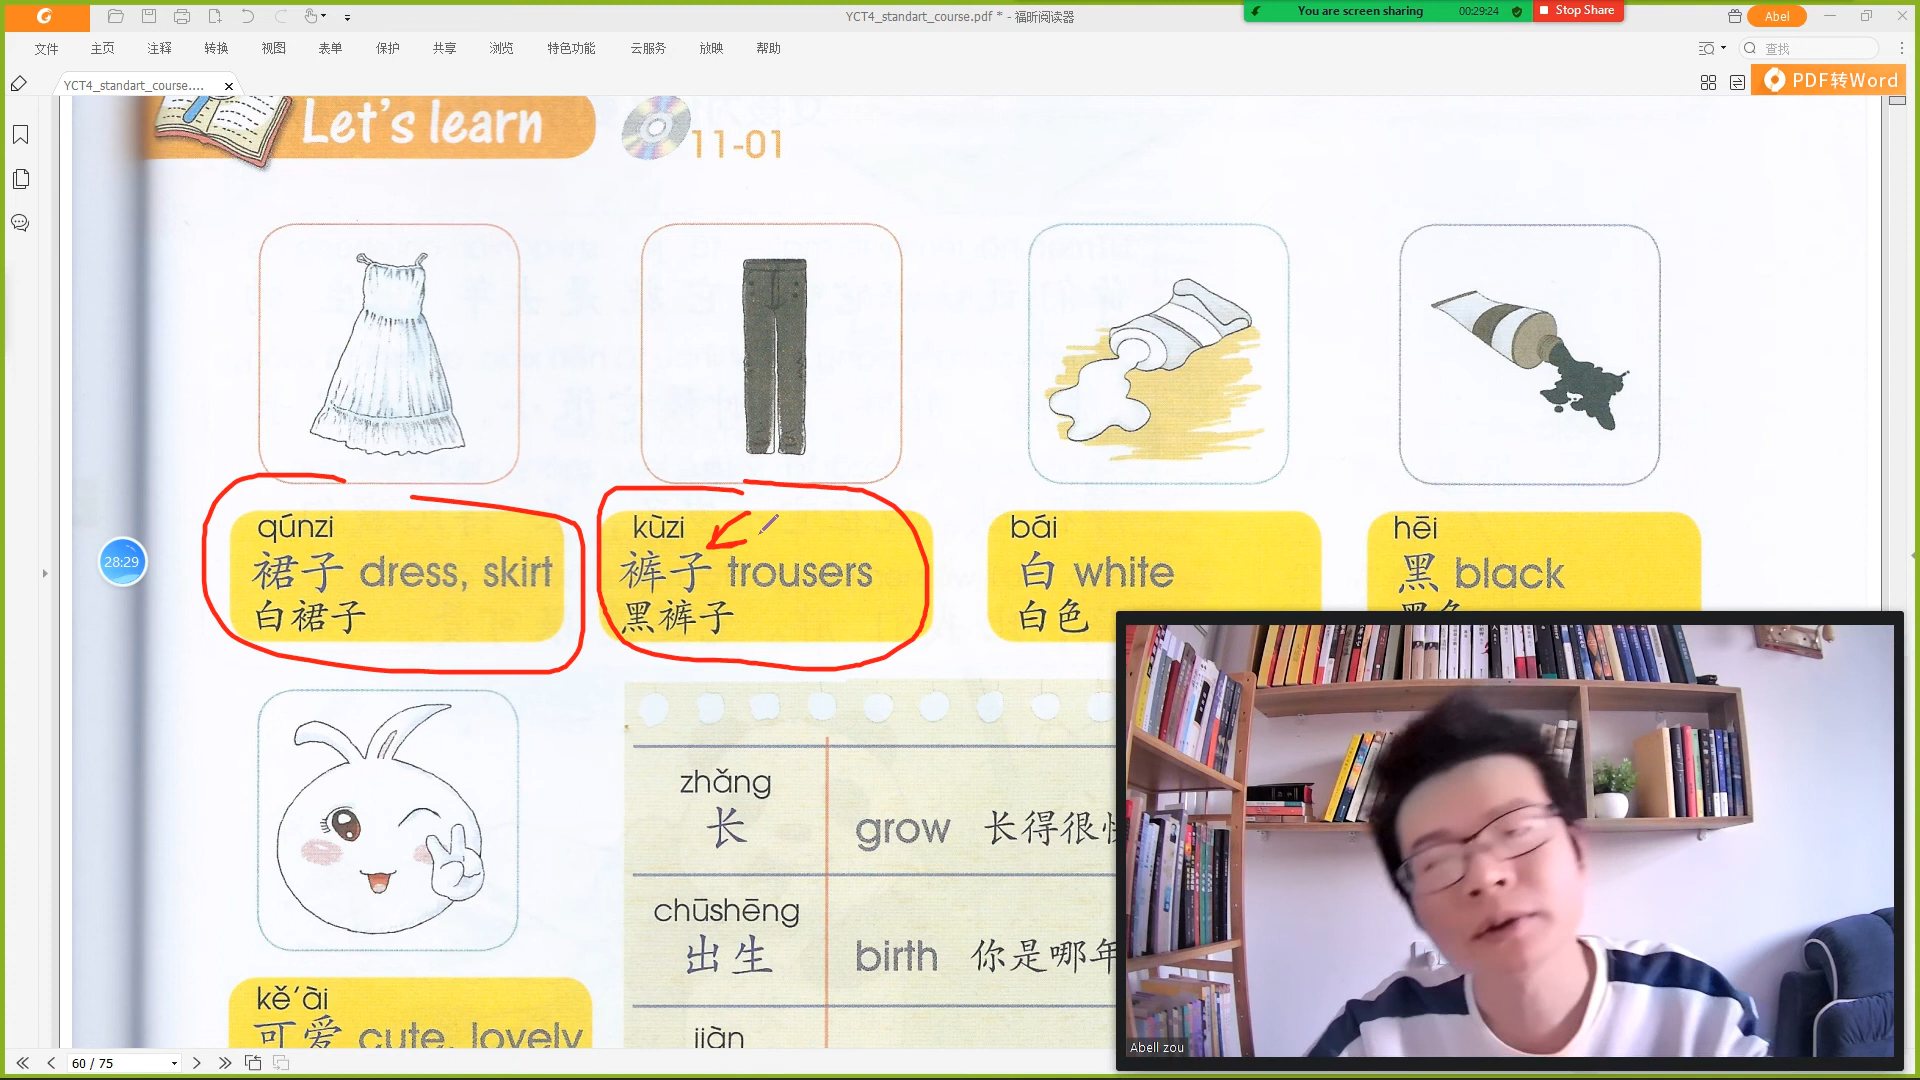 YCT4_standart_course.pdf * - 福昕阅读器
You are screen sharing
00:29:24
Stop Share
Abel
文件 主页 注释 转换 视图 表单 保护 共享 浏览 特色功能 云服务 放映 帮助
查找
YCT4_standart_course....
PDF转Word
Let's learn
11-01
qúnzi
裙子 dress, skirt
白裙子
kùzi
裤子 trousers
黑裤子
bái
白 white
白色
hēi
黑 black
28:29
zhǎng
长 grow 长得很
chūshēng
出生 birth 你是哪年
jiàn
kě'ài
可爱 cute, lovely
Abell zou
60 / 75